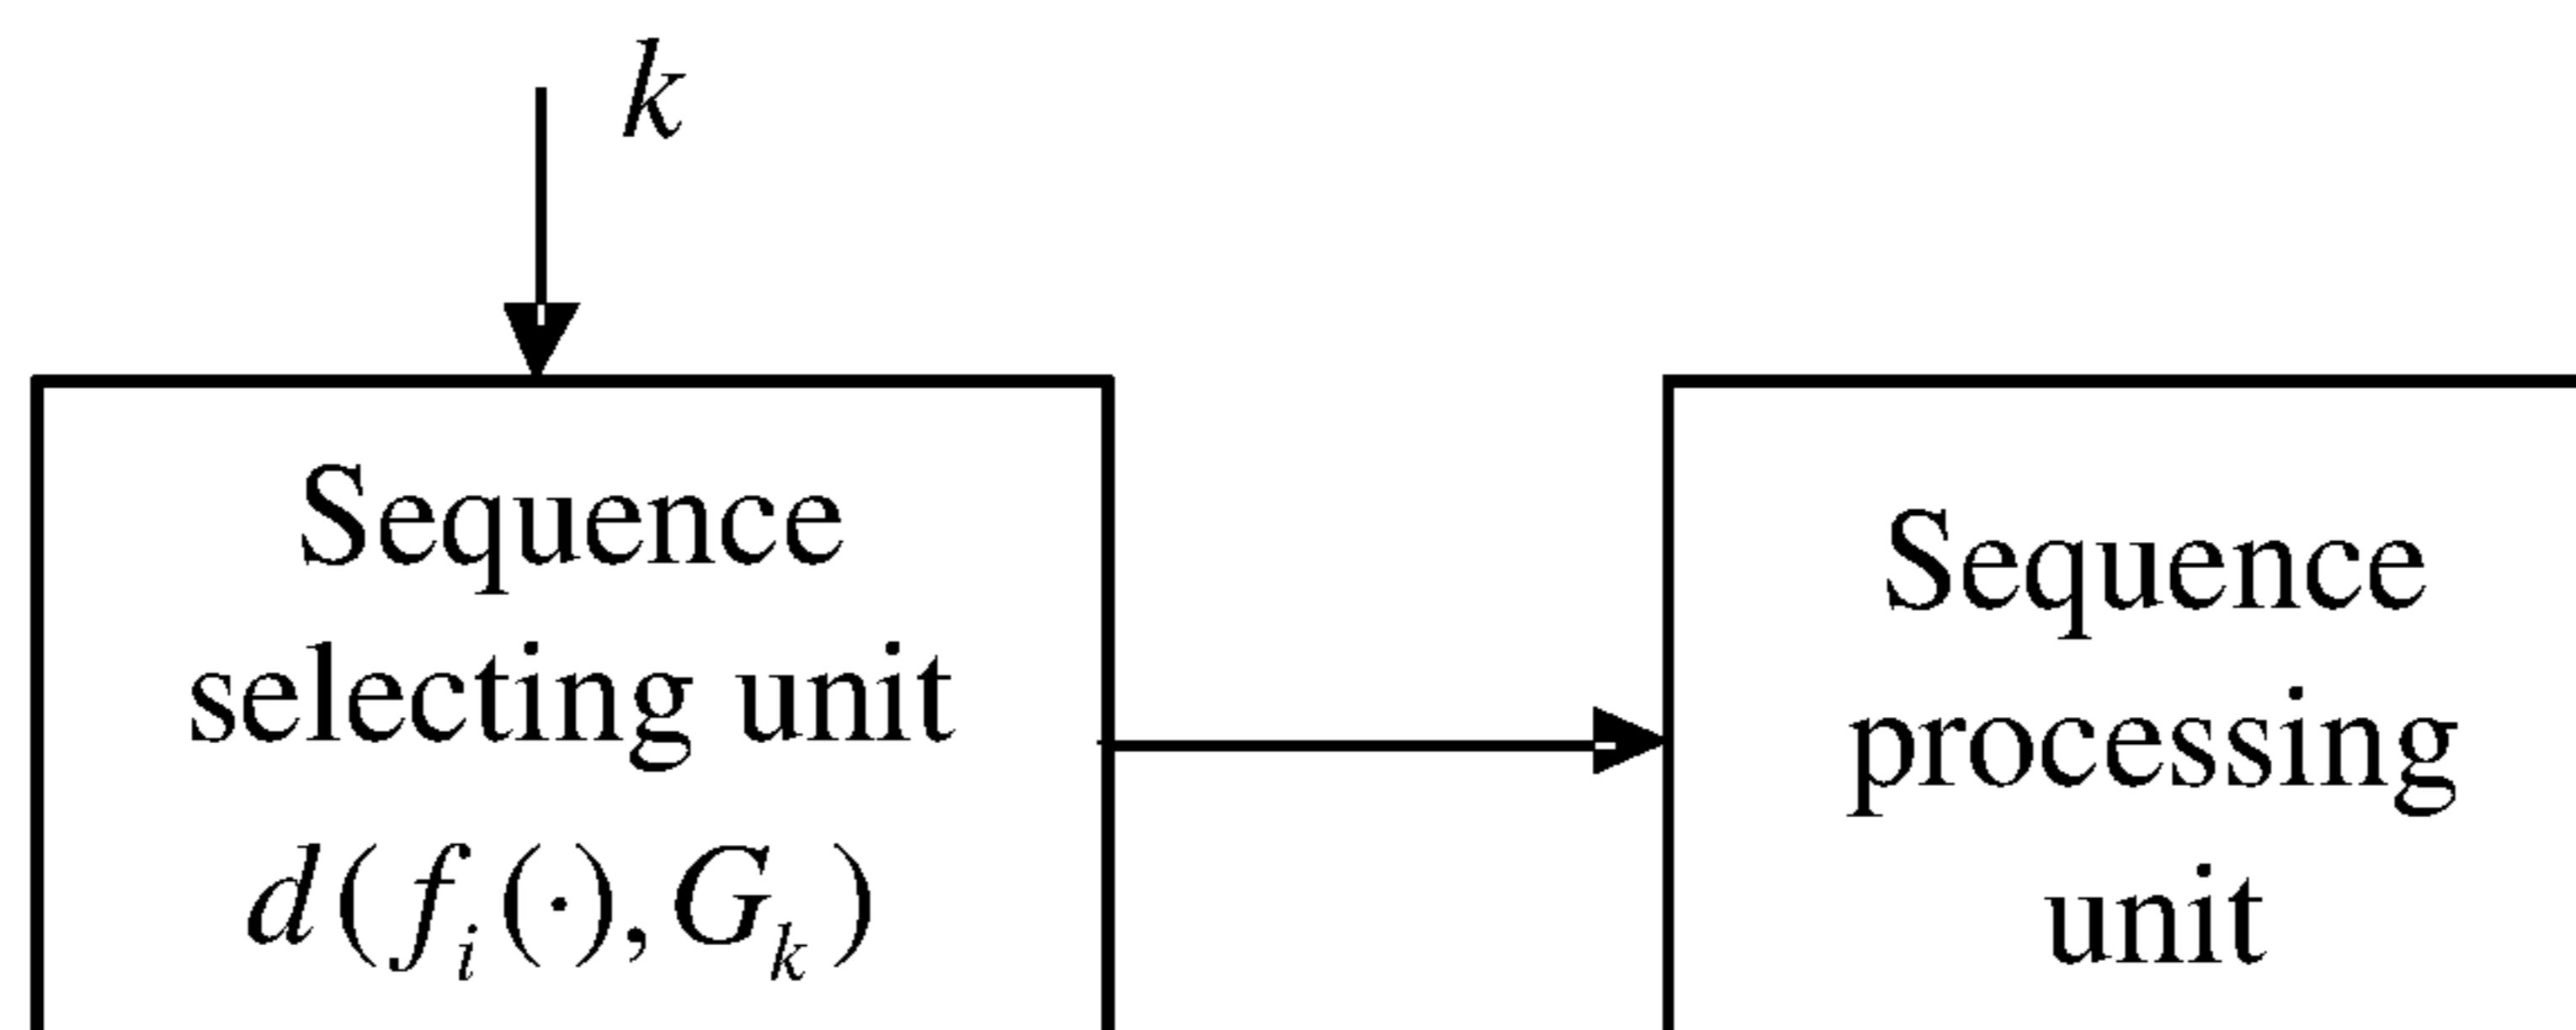 k
Sequence
selecting unit
d(f_i(·), G_k)
Sequence
processing
unit